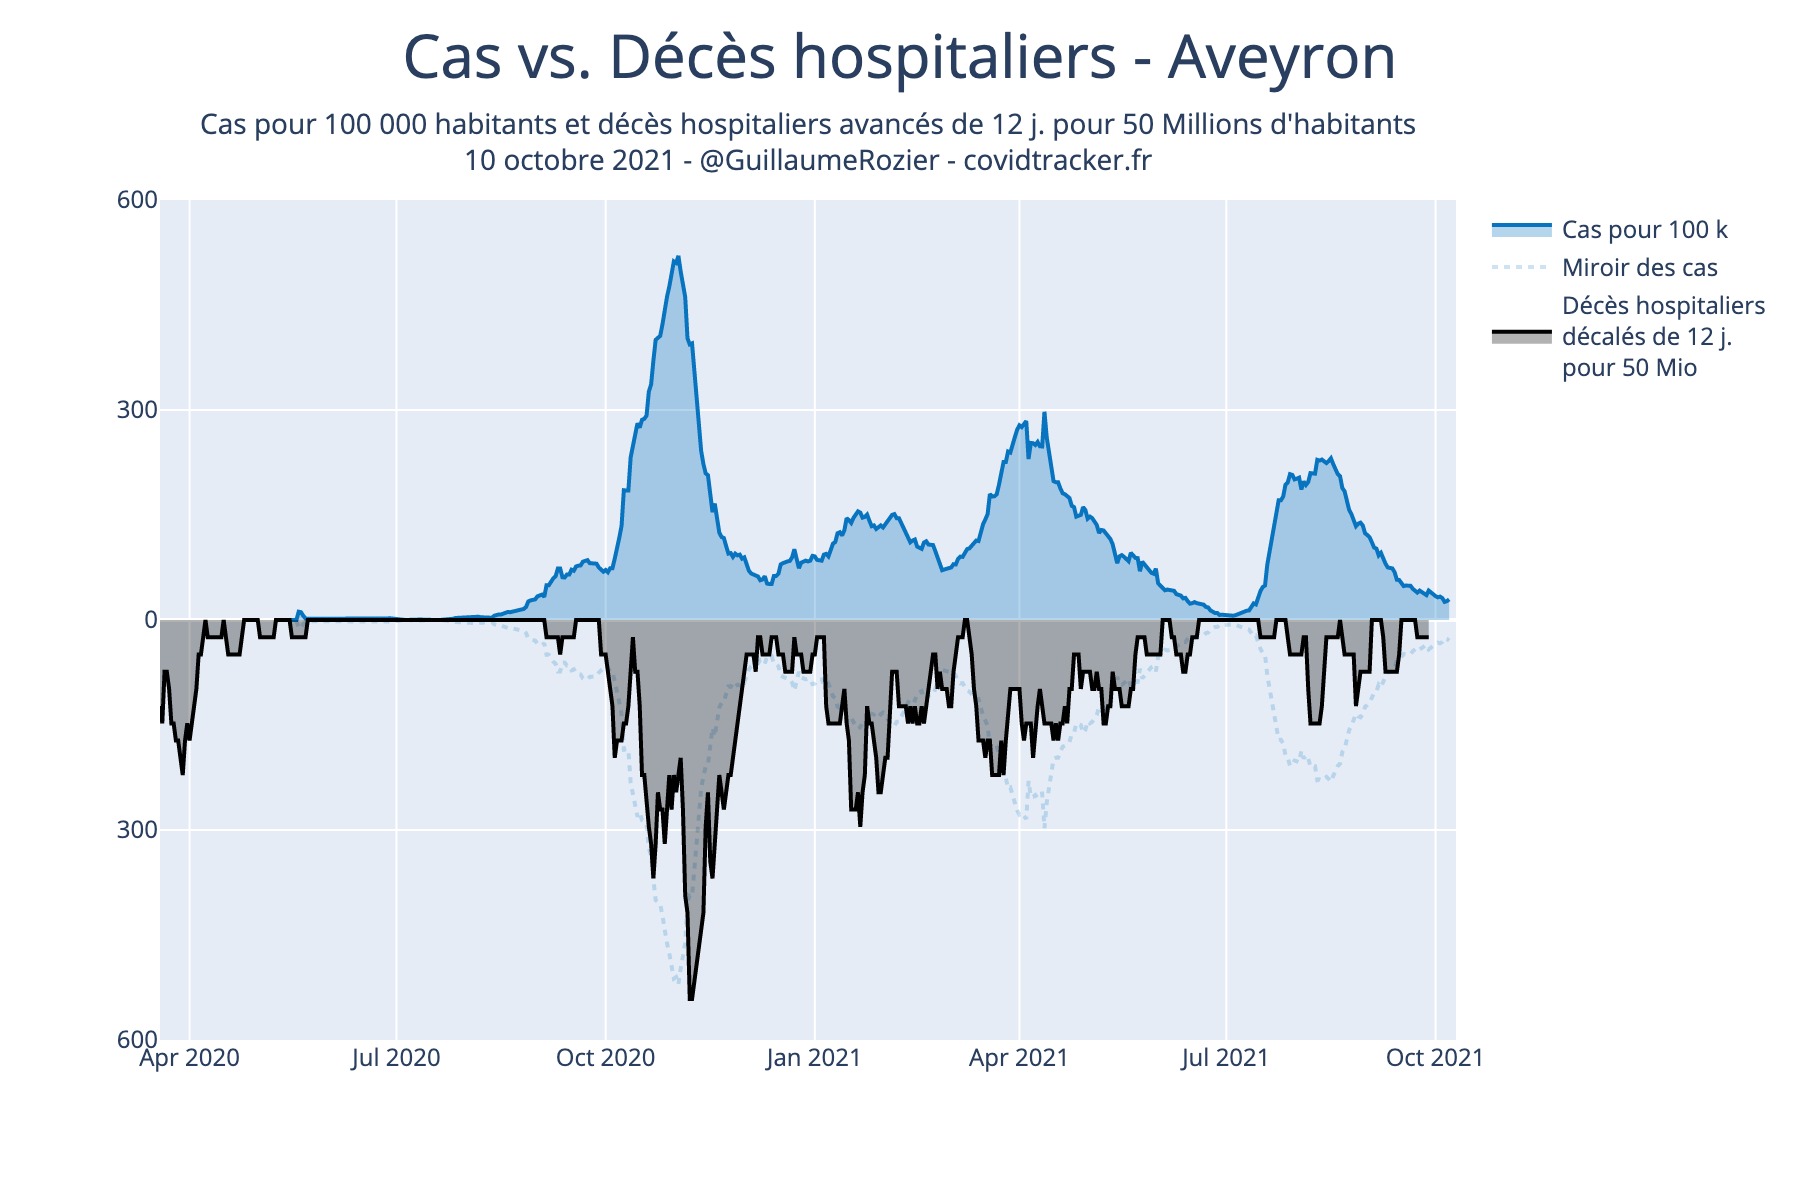 Cas vs. Décès hospitaliers - Aveyron
Cas pour 100 000 habitants et décès hospitaliers avancés de 12 j. pour 50 Millions d'habitants
10 octobre 2021 - @GuillaumeRozier - covidtracker.fr
600
300
0
300
600
Apr 2020
Jul 2020
Oct 2020
Jan 2021
Apr 2021
Jul 2021
Oct 2021
Cas pour 100 k
Miroir des cas
Décès hospitaliers
décalés de 12 j.
pour 50 Mio